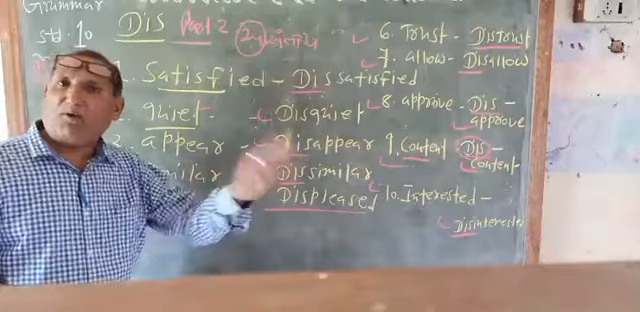 Grammar
Std. 10
DIS Part 2
1. Satisfied - Dissatisfied
quiet - Disquiet
appear - Disappear
Dissimilar
Displeased
6. Trust - Distrust
7. allow - Disallow
8. approve - Dis-
approve
9. Content Dis-
content
10. Interested -
Disinterested